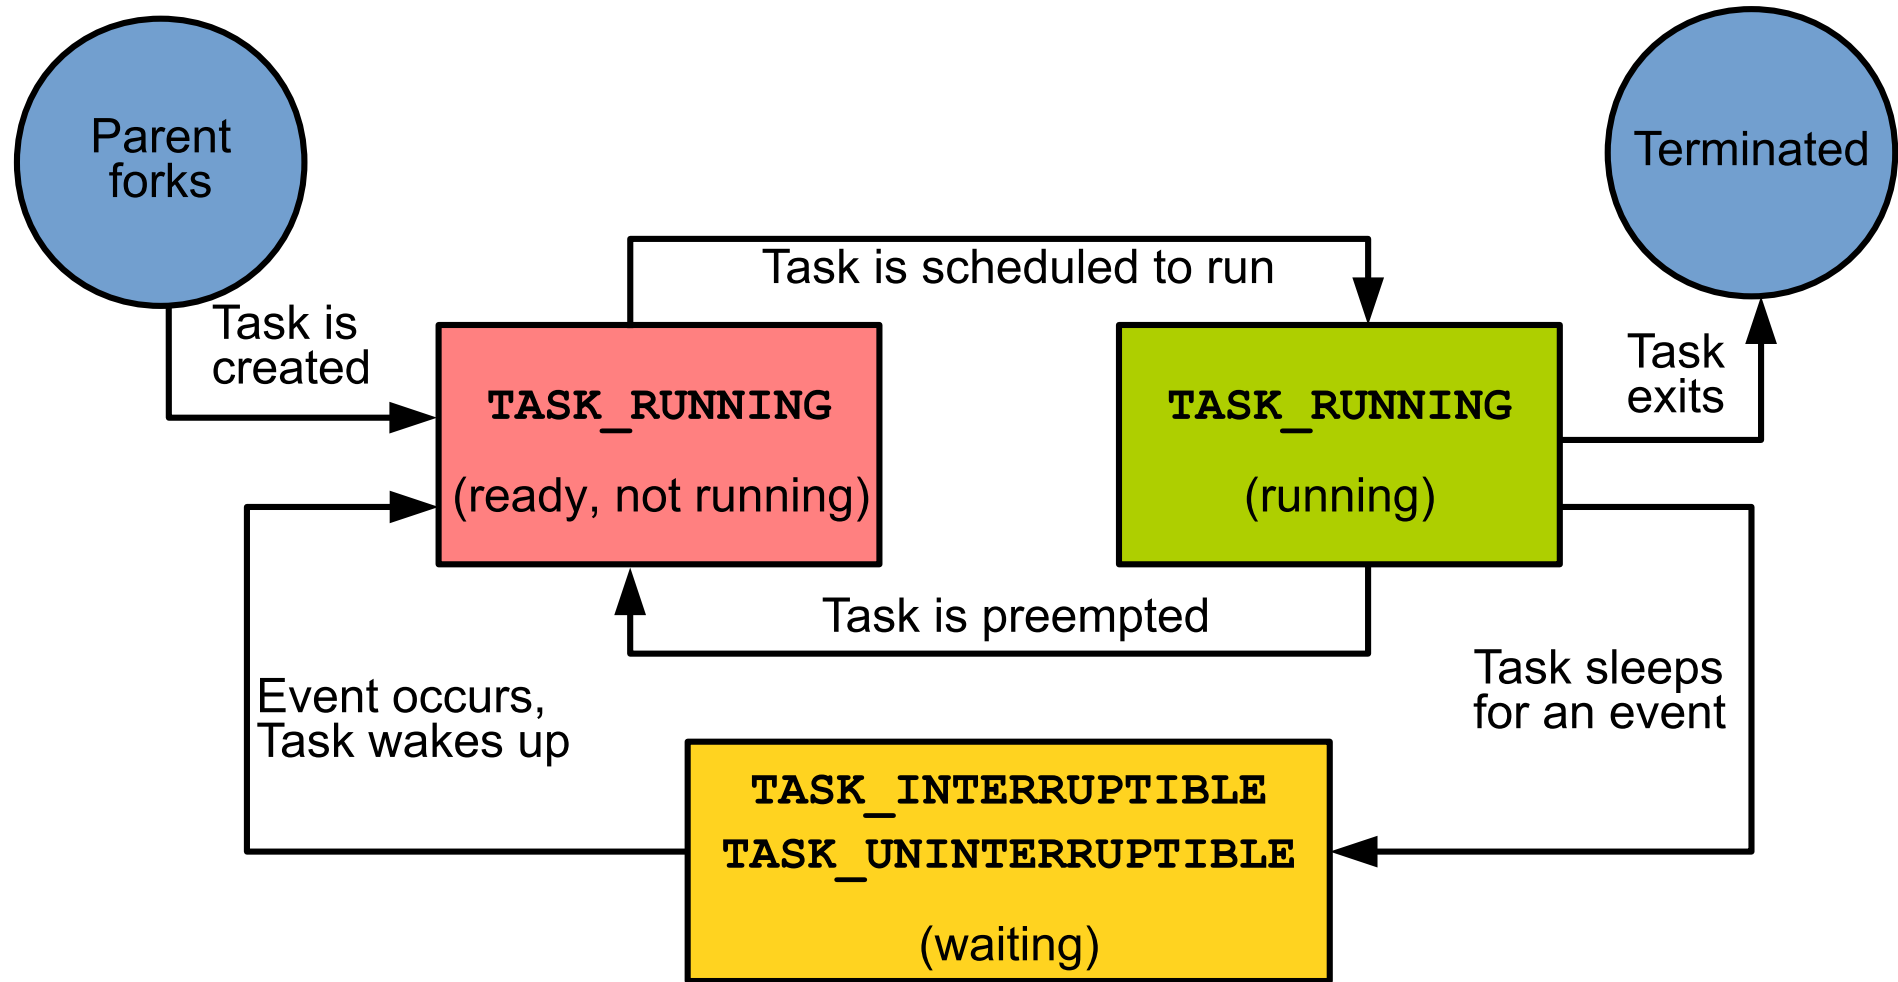 Parent
forks
Terminated
Task is scheduled to run
Task is
created
TASK_RUNNING
(ready, not running)
TASK_RUNNING
(running)
Task
exits
Task is preempted
Event occurs,
Task wakes up
Task sleeps
for an event
TASK_INTERRUPTIBLE
TASK_UNINTERRUPTIBLE
(waiting)